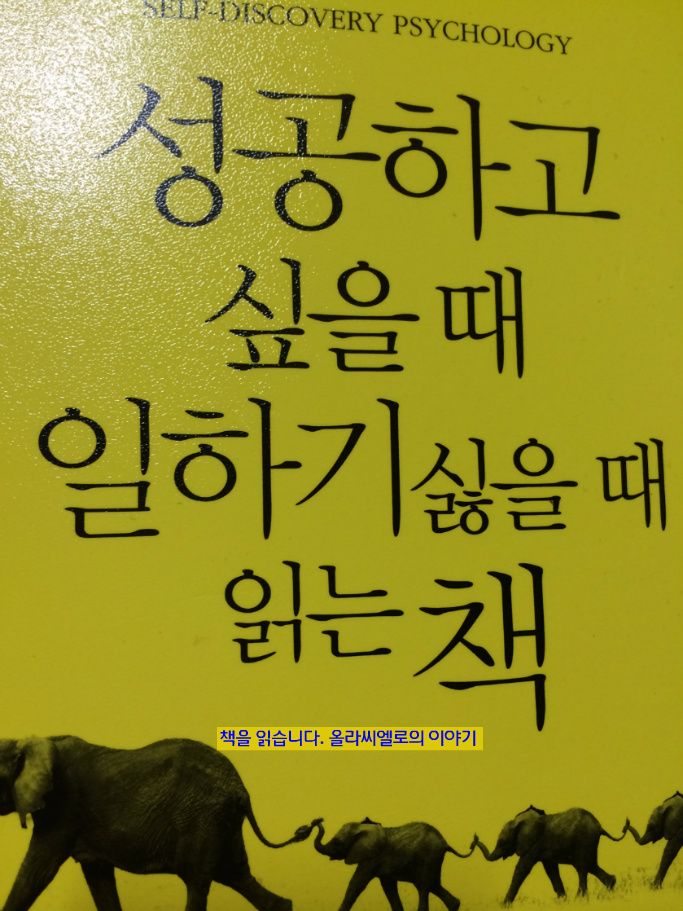 SELF-DISCOVERY PSYCHOLOGY
성공하고
싶을 때
일하기 싫을 때
읽는 책
책을 읽습니다. 올라씨엘로의 이야기